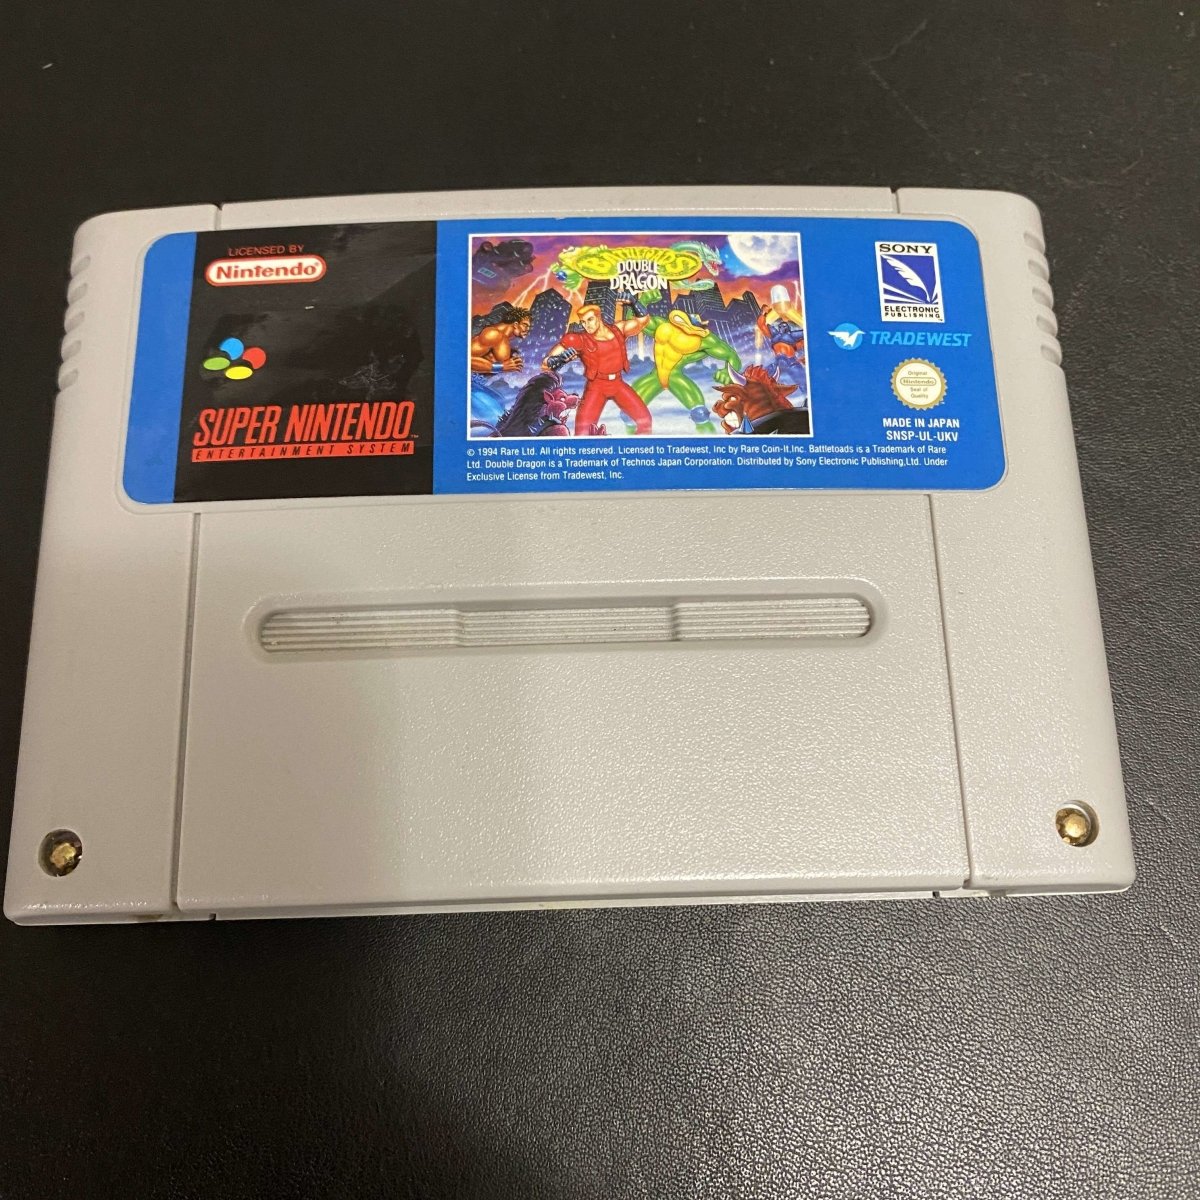 LICENSED BY
Nintendo
SUPER NINTENDO
ENTERTAINMENT SYSTEM
BATTLETOADS
DOUBLE
DRAGON
SONY
ELECTRONIC
PUBLISHING
TRADEWEST
Original
Nintendo
Seal of
Quality
MADE IN JAPAN
SNSP-UL-UKV
© 1994 Rare Ltd. All rights reserved. Licensed to Tradewest, Inc by Rare Coin-It.Inc. Battletoads is a Trademark of Rare
Ltd. Double Dragon is a Trademark of Technos Japan Corporation. Distributed by Sony Electronic Publishing,Ltd. Under
Exclusive License from Tradewest, Inc.